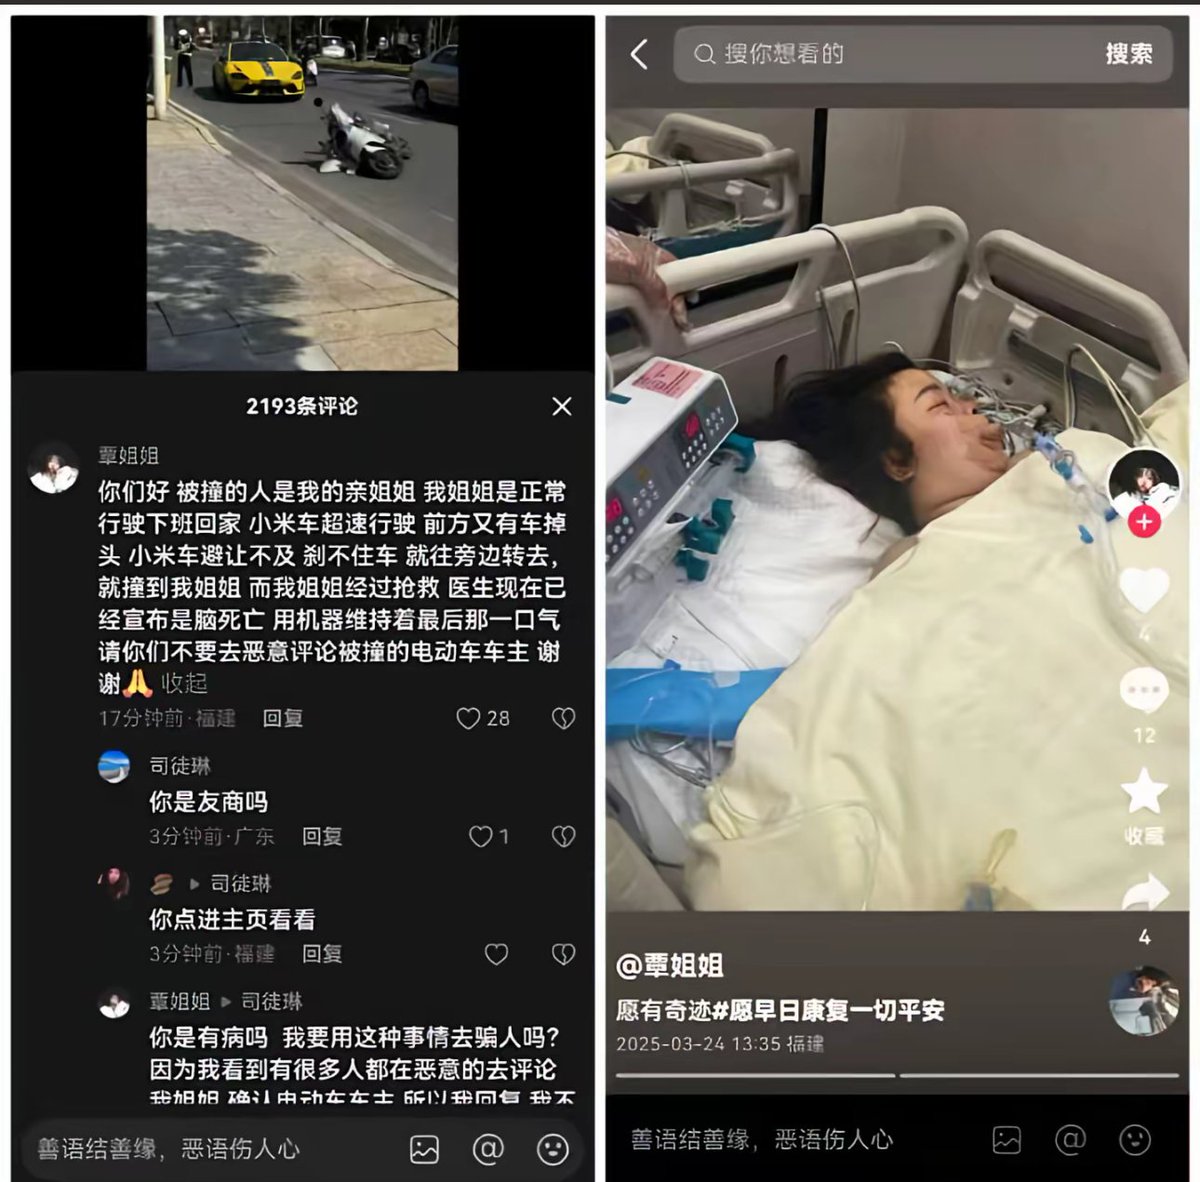 2193条评论
覃姐姐
你们好 被撞的人是我的亲姐姐 我姐姐是正常
行驶下班回家 小米车超速行驶 前方又有车掉
头 小米车避让不及 刹不住车 就往旁边转去，
就撞到我姐姐 而我姐姐经过抢救 医生现在已
经宣布是脑死亡 用机器维持着最后那一口气
请你们不要去恶意评论被撞的电动车车主 谢
谢🙏 收起
17分钟前·福建 回复 28
司徒琳
你是友商吗
3分钟前·广东 回复 1
司徒琳
你点进主页看看
3分钟前·福建 回复
覃姐姐 司徒琳
你是有病吗 我要用这种事情去骗人吗?
因为我看到有很多人都在恶意的去评论
我姐姐 确认电动车车主 所以我回复 我不
善语结善缘，恶语伤人心
搜你想看的 搜索
4
12
收藏
4
@覃姐姐
愿有奇迹#愿早日康复一切平安
2025-03-24 13:35 福建
善语结善缘，恶语伤人心